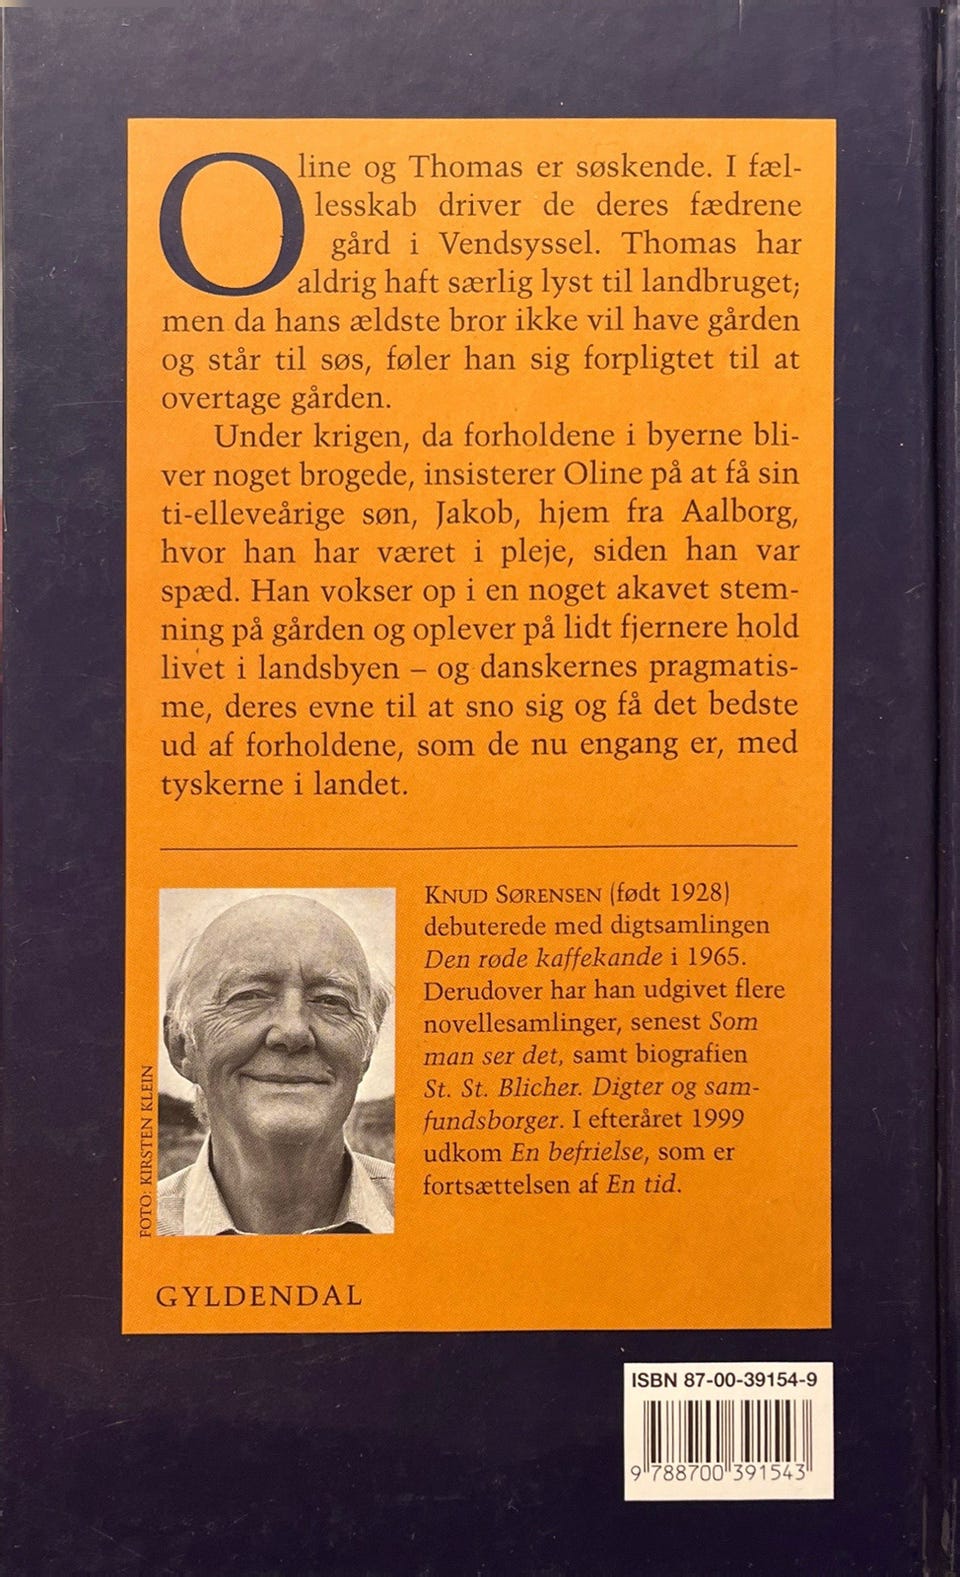 Oline og Thomas er søskende. I fæl-
lesskab driver de deres fædrene
gård i Vendsyssel. Thomas har
aldrig haft særlig lyst til landbruget;
men da hans ældste bror ikke vil have gården
og står til søs, føler han sig forpligtet til at
overtage gården.
Under krigen, da forholdene i byerne bli-
ver noget brogede, insisterer Oline på at få sin
ti-elleveårige søn, Jakob, hjem fra Aalborg,
hvor han har været i pleje, siden han var
spæd. Han vokser op i en noget akavet stem-
ning på gården og oplever på lidt fjernere hold
livet i landsbyen – og danskernes pragmatis-
me, deres evne til at sno sig og få det bedste
ud af forholdene, som de nu engang er, med
tyskerne i landet.
KNUD SØRENSEN (født 1928)
debuterede med digtsamlingen
Den røde kaffekande i 1965.
Derudover har han udgivet flere
novellesamlinger, senest Som
man ser det, samt biografien
St. St. Blicher. Digter og sam-
fundsborger. I efteråret 1999
udkom En befrielse, som er
fortsættelsen af En tid.
FOTO: KIRSTEN KLEIN
GYLDENDAL
ISBN 87-00-39154-9
9 788700 391543